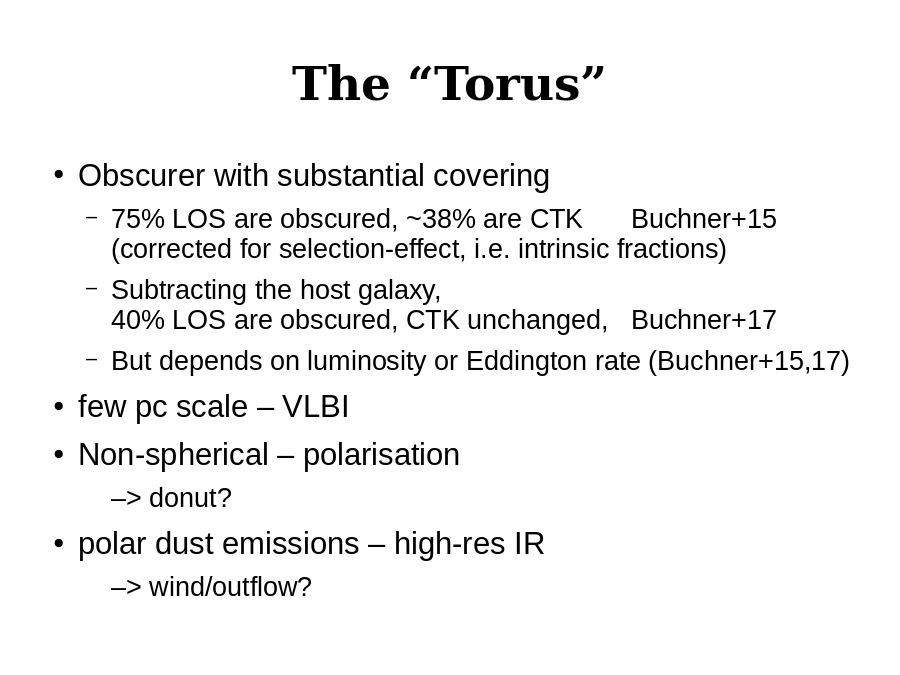 The “Torus”
• Obscurer with substantial covering
– 75% LOS are obscured, ~38% are CTK Buchner+15
(corrected for selection-effect, i.e. intrinsic fractions)
– Subtracting the host galaxy,
40% LOS are obscured, CTK unchanged, Buchner+17
– But depends on luminosity or Eddington rate (Buchner+15,17)
• few pc scale – VLBI
• Non-spherical – polarisation
–> donut?
• polar dust emissions – high-res IR
–> wind/outflow?